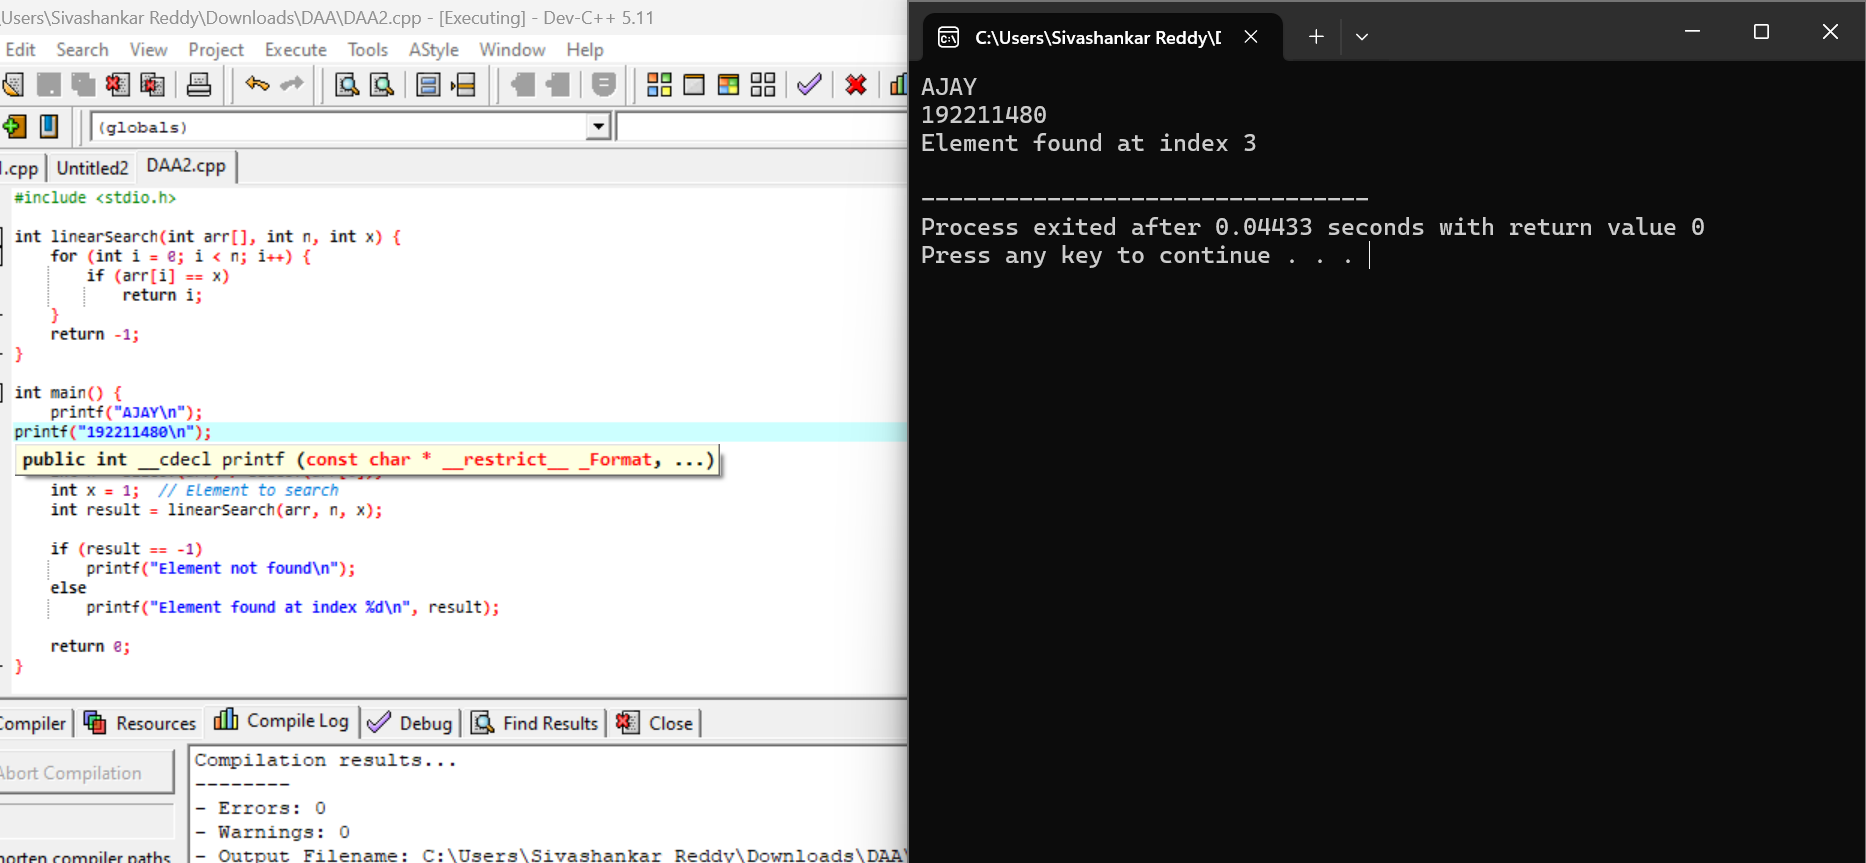 \Users\Sivashankar Reddy\Downloads\DAA\DAA2.cpp - [Executing] - Dev-C++ 5.11
Edit Search View Project Execute Tools AStyle Window Help
(globals)
.cpp Untitled2 DAA2.cpp
#include <stdio.h>
int linearSearch(int arr[], int n, int x) {
for (int i = 0; i < n; i++) {
if (arr[i] == x)
return i;
}
return -1;
}
int main() {
printf("AJAY\n");
printf("192211480\n");
public int __cdecl printf (const char * __restrict__ _Format, ...)
int x = 1; // Element to search
int result = linearSearch(arr, n, x);
if (result == -1)
printf("Element not found\n");
else
printf("Element found at index %d\n", result);
return 0;
}
Compiler Resources Compile Log Debug Find Results Close
Abort Compilation
horten compiler paths
Compilation results...
--------
- Errors: 0
- Warnings: 0
- Output Filename: C:\Users\Sivashankar Reddy\Downloads\DAA\
C:\Users\Sivashankar Reddy\D
AJAY
192211480
Element found at index 3
--------------------------------
Process exited after 0.04433 seconds with return value 0
Press any key to continue . . .